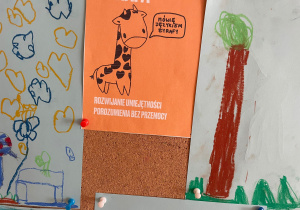 MÓWIĘ
JĘZYKIEM
ŻYRAFY
ROZWIJANIE UMIEJĘTNOŚCI
POROZUMIENIA BEZ PRZEMOCY